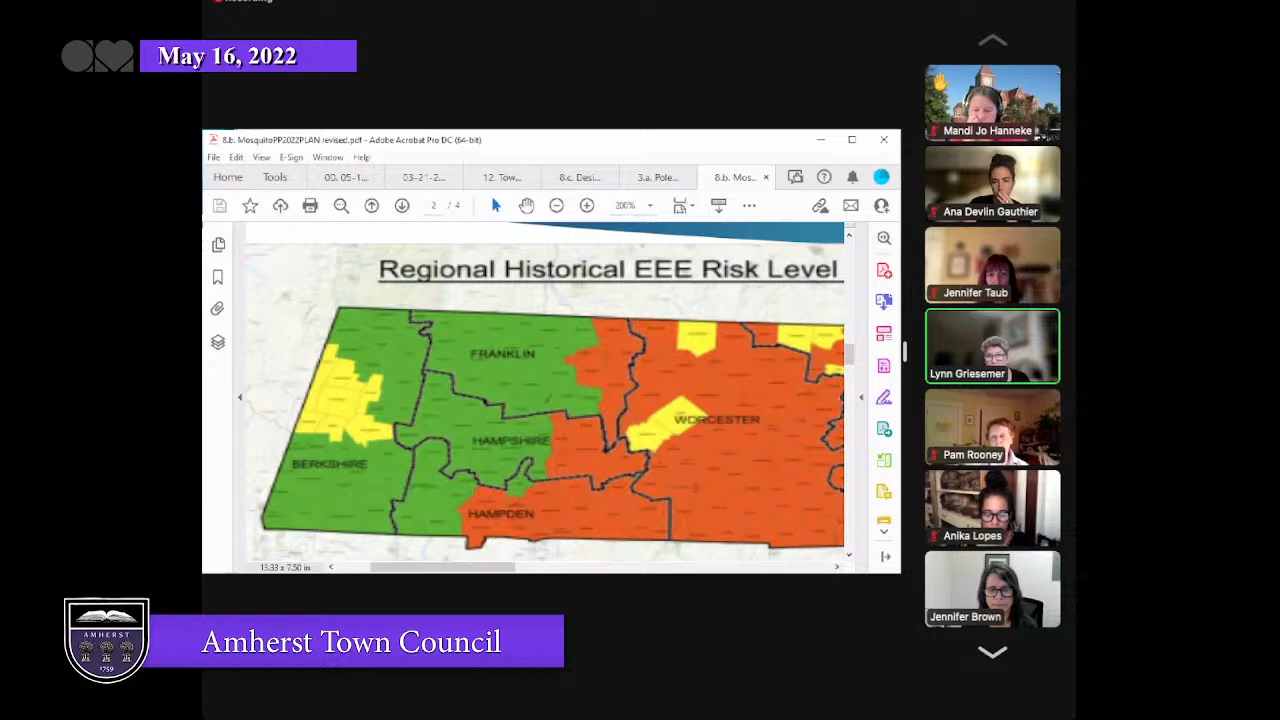 May 16, 2022
8.b. MosquitoPP2022PLAN revised.pdf - Adobe Acrobat Pro DC (64-bit)
File Edit View E-Sign Window Help
Home Tools 00. 05-1... 03-21-2... 12. Tow... 8.c. Desi... 3.a. Pole... 8.b. Mos... ×
2 / 4 200%
Regional Historical EEE Risk Level
FRANKLIN
WORCESTER
HAMPSHIRE
BERKSHIRE
HAMPDEN
13.33 x 7.50 in
Mandi Jo Hanneke
Ana Devlin Gauthier
Jennifer Taub
Lynn Griesemer
Pam Rooney
Anika Lopes
Jennifer Brown
AMHERST
1759
Amherst Town Council